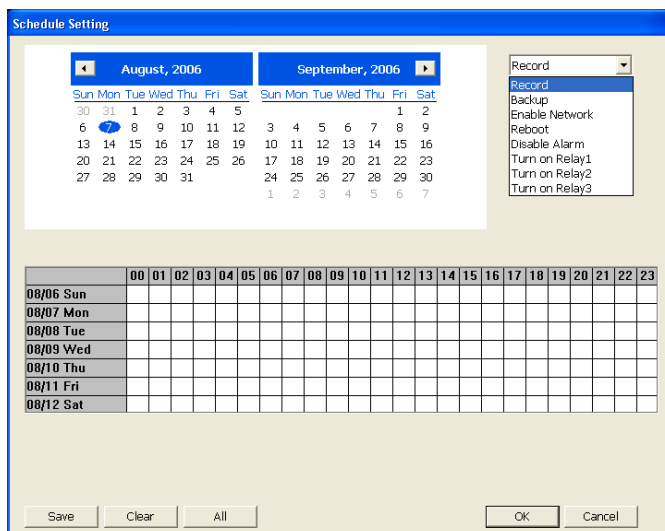 Schedule Setting
August, 2006 September, 2006
Sun Mon Tue Wed Thu Fri Sat Sun Mon Tue Wed Thu Fri Sat
30 31 1 2 3 4 5 1 2
6 7 8 9 10 11 12 3 4 5 6 7 8 9
13 14 15 16 17 18 19 10 11 12 13 14 15 16
20 21 22 23 24 25 26 17 18 19 20 21 22 23
27 28 29 30 31 24 25 26 27 28 29 30
1 2 3 4 5 6 7
Record
Record
Backup
Enable Network
Reboot
Disable Alarm
Turn on Relay1
Turn on Relay2
Turn on Relay3
00 01 02 03 04 05 06 07 08 09 10 11 12 13 14 15 16 17 18 19 20 21 22 23
08/06 Sun
08/07 Mon
08/08 Tue
08/09 Wed
08/10 Thu
08/11 Fri
08/12 Sat
Save Clear All OK Cancel